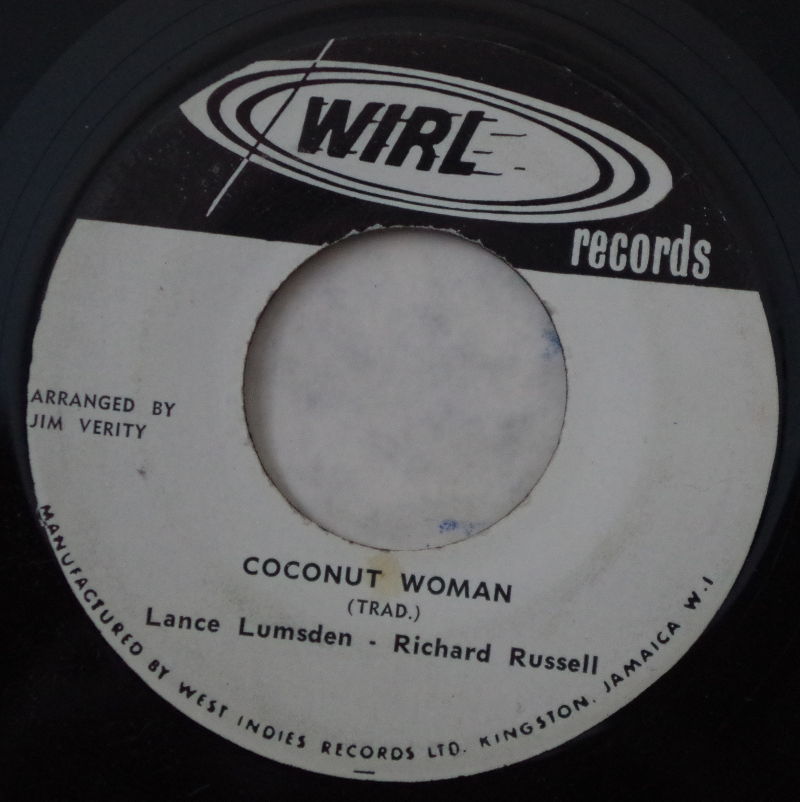 WIRL
records
ARRANGED BY
JIM VERITY
COCONUT WOMAN
(TRAD.)
Lance Lumsden - Richard Russell
MANUFACTURED BY WEST INDIES RECORDS LTD. KINGSTON, JAMAICA W.I